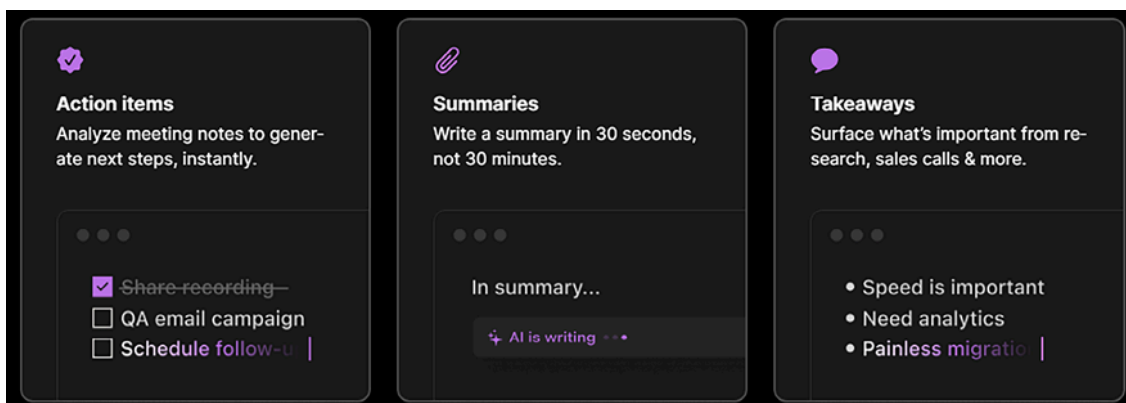 Action items
Analyze meeting notes to gener-
ate next steps, instantly.
Share recording
QA email campaign
Schedule follow-u
Summaries
Write a summary in 30 seconds,
not 30 minutes.
In summary...
AI is writing
Takeaways
Surface what's important from re-
search, sales calls & more.
• Speed is important
• Need analytics
• Painless migratio